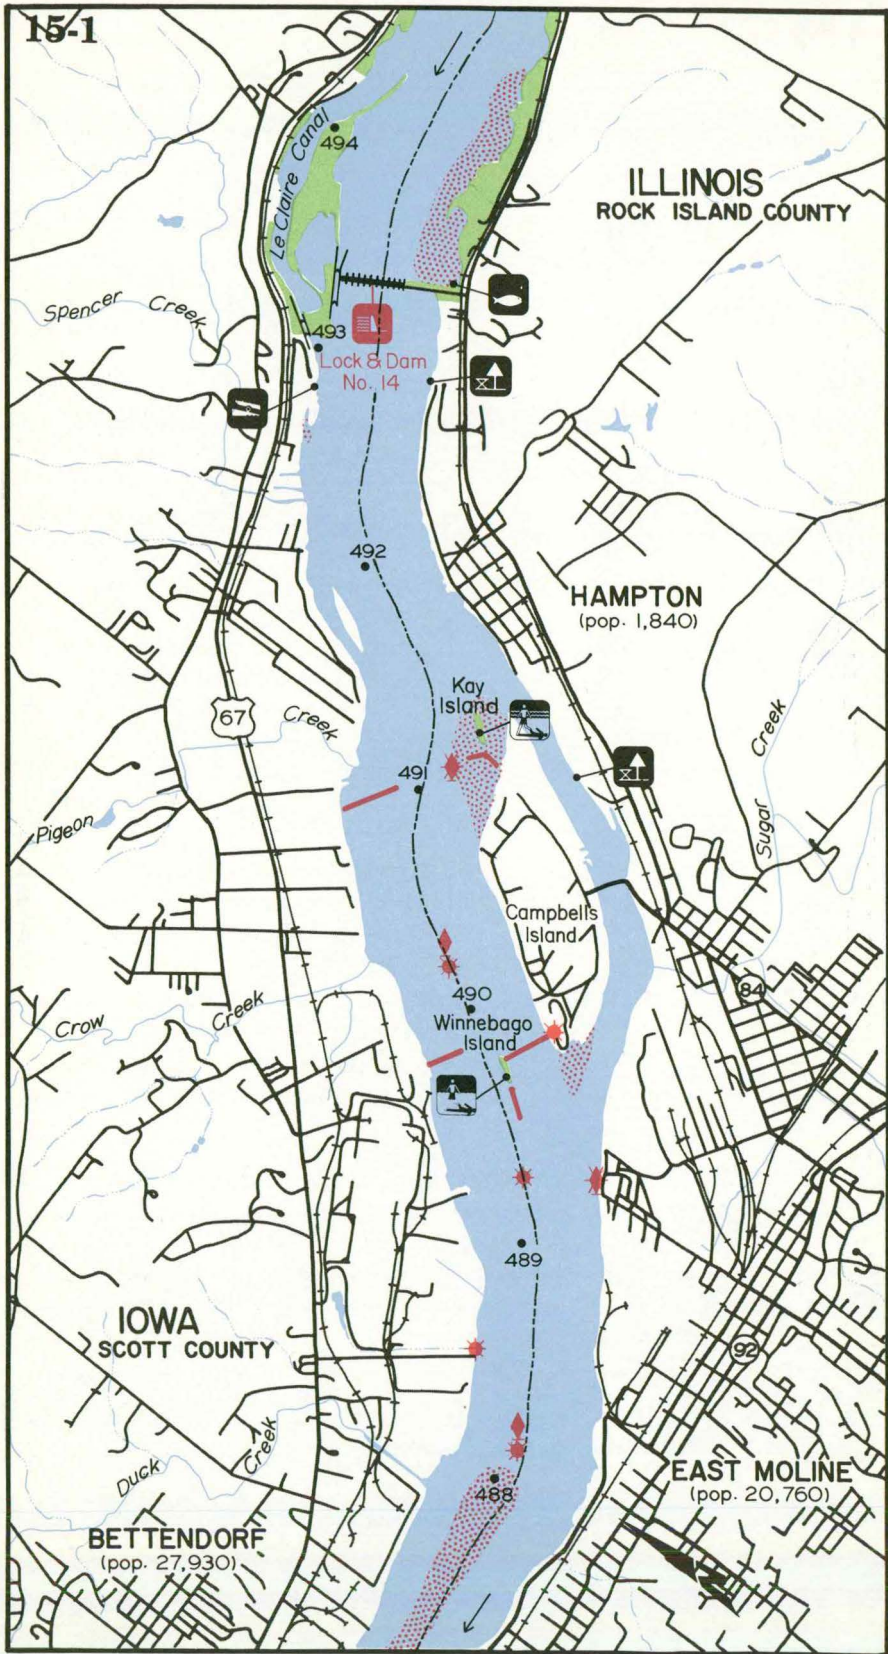 15-1
Le Claire Canal
494
ILLINOIS
ROCK ISLAND COUNTY
Spencer Creek
493
Lock & Dam
No. 14
492
HAMPTON
(pop. 1,840)
Kay
Island
67
Creek
491
Pigeon
Sugar Creek
Campbell's
Island
84
490
Crow Creek
Winnebago
Island
489
IOWA
SCOTT COUNTY
92
Duck Creek
488
EAST MOLINE
(pop. 20,760)
BETTENDORF
(pop. 27,930)